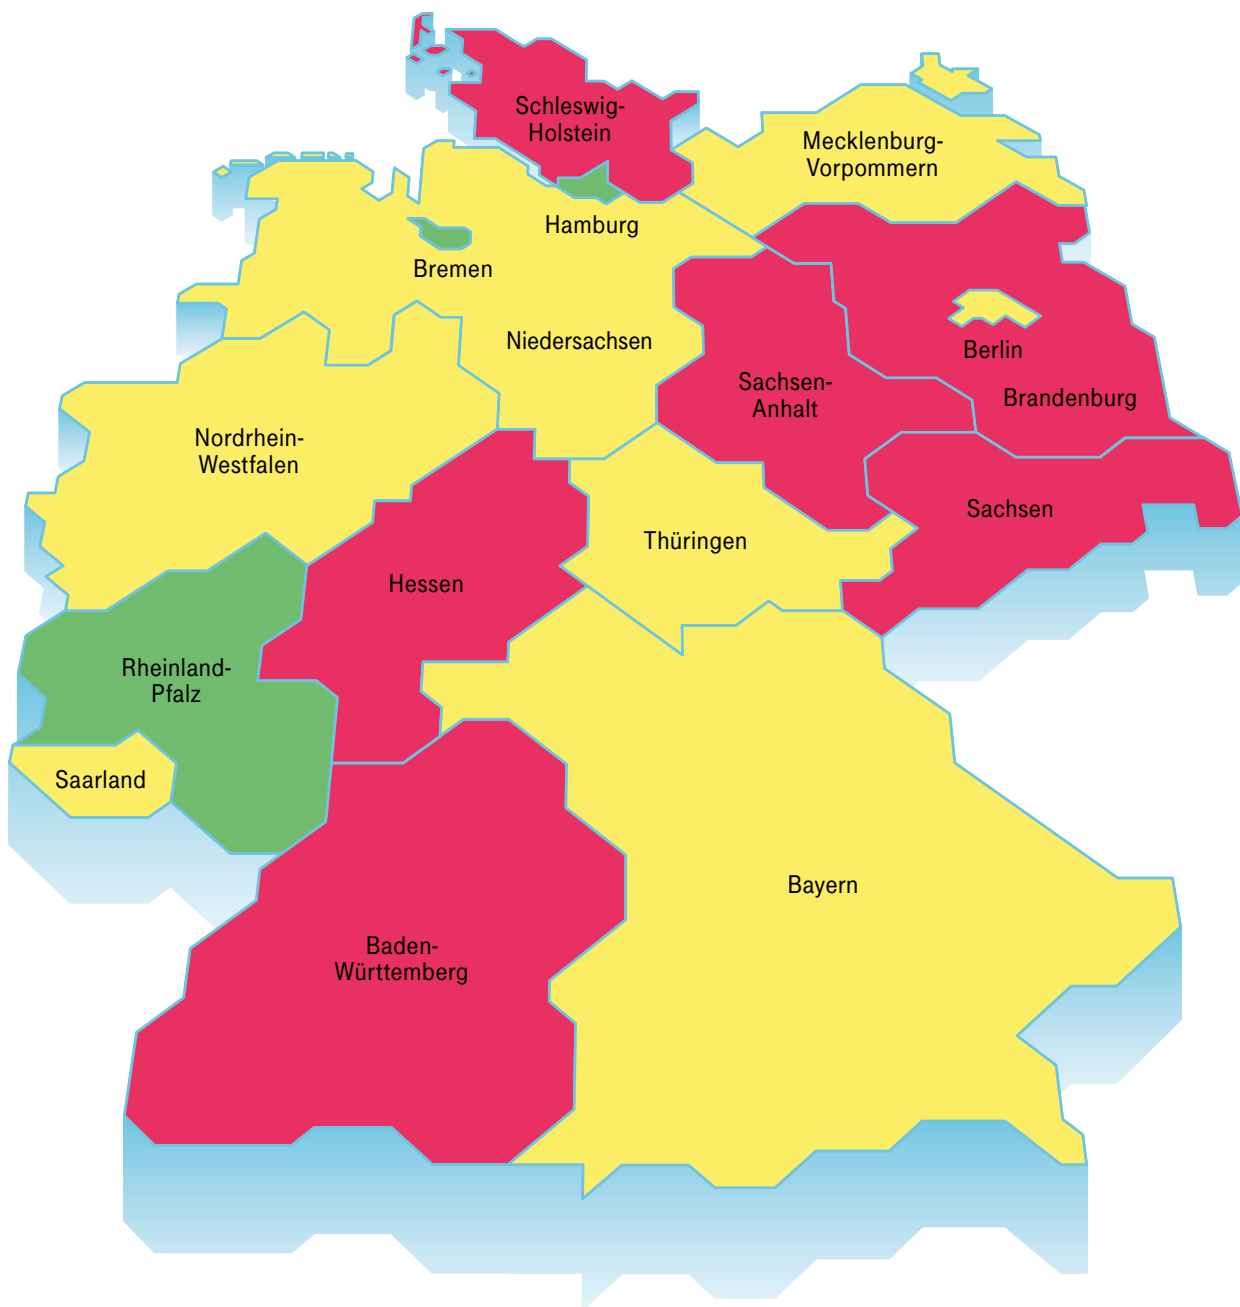 Schleswig-
Holstein
Mecklenburg-
Vorpommern
Hamburg
Bremen
Niedersachsen
Berlin
Sachsen-
Anhalt
Brandenburg
Nordrhein-
Westfalen
Sachsen
Thüringen
Hessen
Rheinland-
Pfalz
Saarland
Bayern
Baden-
Württemberg